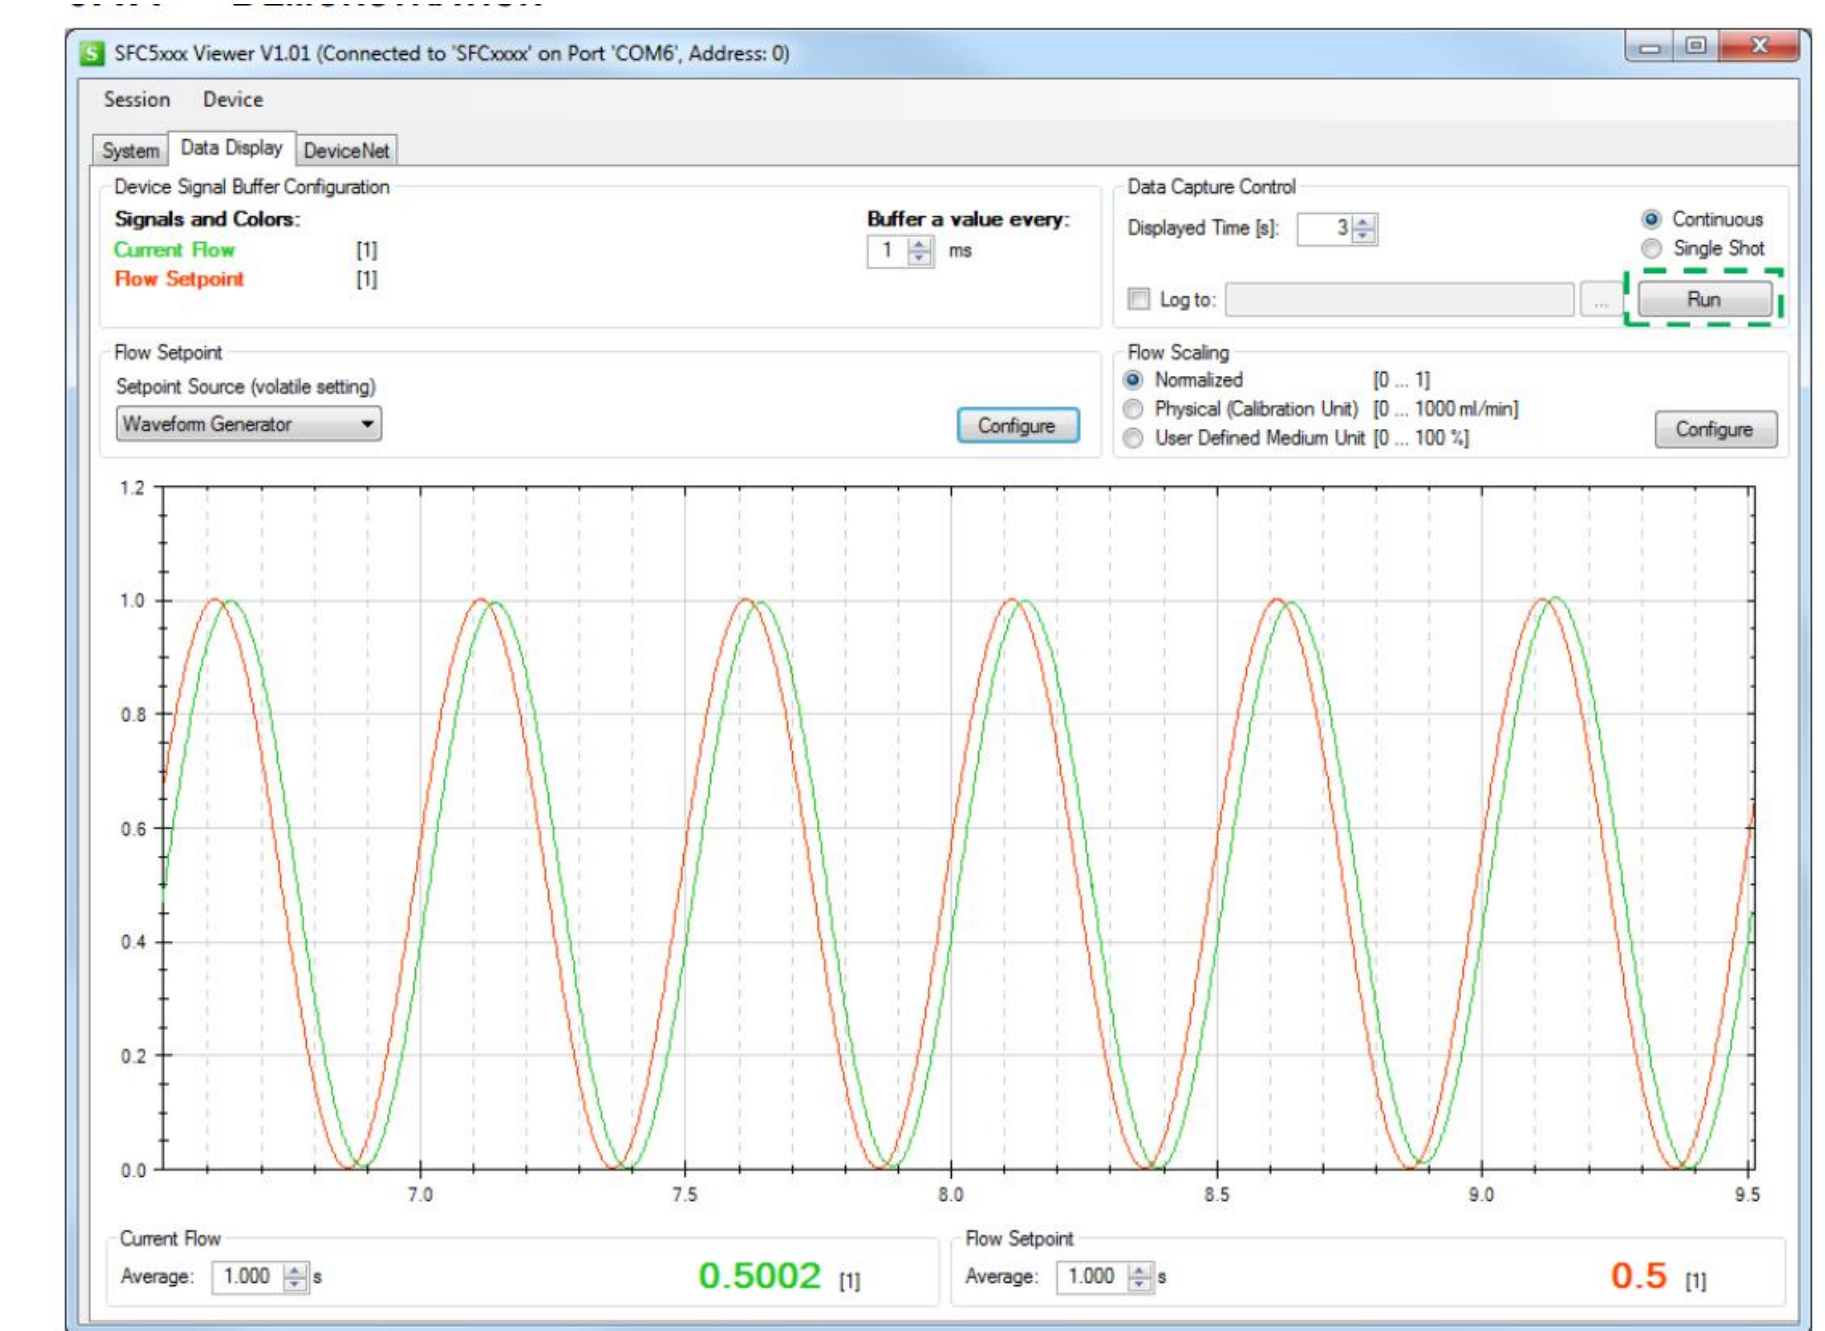 SFC5xxx Viewer V1.01 (Connected to 'SFCxxxx' on Port 'COM6', Address: 0)
Session Device
System Data Display DeviceNet
Device Signal Buffer Configuration
Signals and Colors:
Buffer a value every:
Current Flow [1]
1 ms
Flow Setpoint [1]
Data Capture Control
Displayed Time [s]: 3
Continuous
Single Shot
Log to: ... Run
Flow Setpoint
Setpoint Source (volatile setting)
Waveform Generator Configure
Flow Scaling
Normalized [0 ... 1]
Physical (Calibration Unit) [0 ... 1000 ml/min]
User Defined Medium Unit [0 ... 100 %]
Configure
1.2
1.0
0.8
0.6
0.4
0.2
0.0
7.0 7.5 8.0 8.5 9.0 9.5
Current Flow
Average: 1.000 s 0.5002 [1]
Flow Setpoint
Average: 1.000 s 0.5 [1]